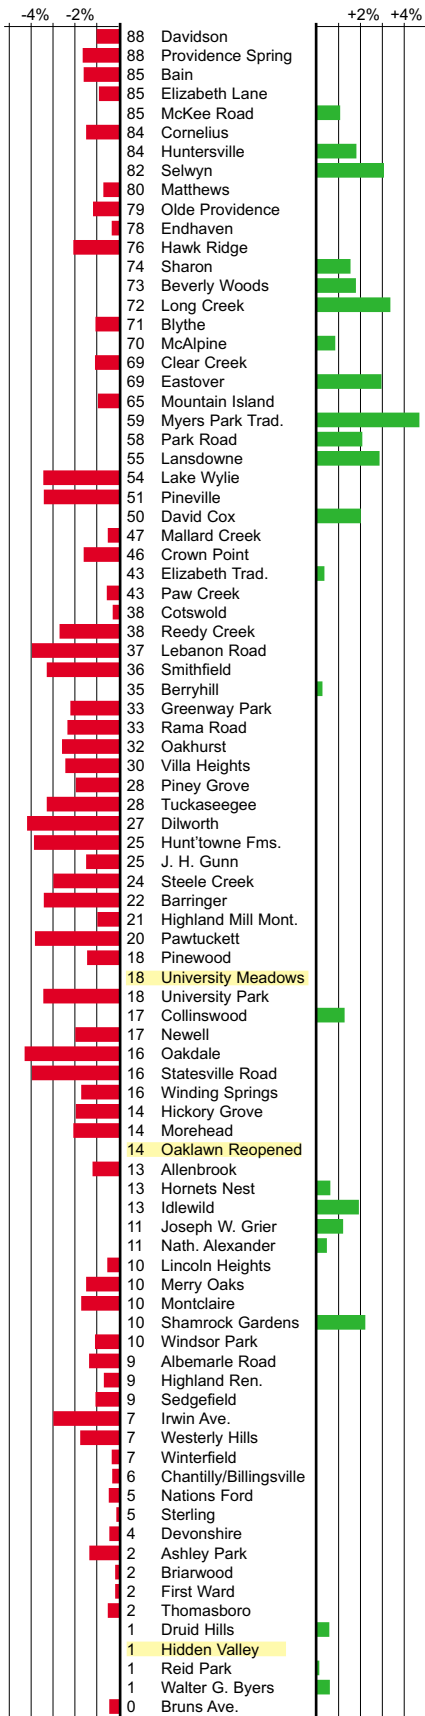 -4% -2% +2% +4%
88 Davidson
88 Providence Spring
85 Bain
85 Elizabeth Lane
85 McKee Road
84 Cornelius
84 Huntersville
82 Selwyn
80 Matthews
79 Olde Providence
78 Endhaven
76 Hawk Ridge
74 Sharon
73 Beverly Woods
72 Long Creek
71 Blythe
70 McAlpine
69 Clear Creek
69 Eastover
65 Mountain Island
59 Myers Park Trad.
58 Park Road
55 Lansdowne
54 Lake Wylie
51 Pineville
50 David Cox
47 Mallard Creek
46 Crown Point
43 Elizabeth Trad.
43 Paw Creek
38 Cotswold
38 Reedy Creek
37 Lebanon Road
36 Smithfield
35 Berryhill
33 Greenway Park
33 Rama Road
32 Oakhurst
30 Villa Heights
28 Piney Grove
28 Tuckaseegee
27 Dilworth
25 Hunt'towne Fms.
25 J. H. Gunn
24 Steele Creek
22 Barringer
21 Highland Mill Mont.
20 Pawtuckett
18 Pinewood
18 University Meadows
18 University Park
17 Collinswood
17 Newell
16 Oakdale
16 Statesville Road
16 Winding Springs
14 Hickory Grove
14 Morehead
14 Oaklawn Reopened
13 Allenbrook
13 Hornets Nest
13 Idlewild
11 Joseph W. Grier
11 Nath. Alexander
10 Lincoln Heights
10 Merry Oaks
10 Montclaire
10 Shamrock Gardens
10 Windsor Park
9 Albemarle Road
9 Highland Ren.
9 Sedgefield
7 Irwin Ave.
7 Westerly Hills
7 Winterfield
6 Chantilly/Billingsville
5 Nations Ford
5 Sterling
4 Devonshire
2 Ashley Park
2 Briarwood
2 First Ward
2 Thomasboro
1 Druid Hills
1 Hidden Valley
1 Reid Park
1 Walter G. Byers
0 Bruns Ave.